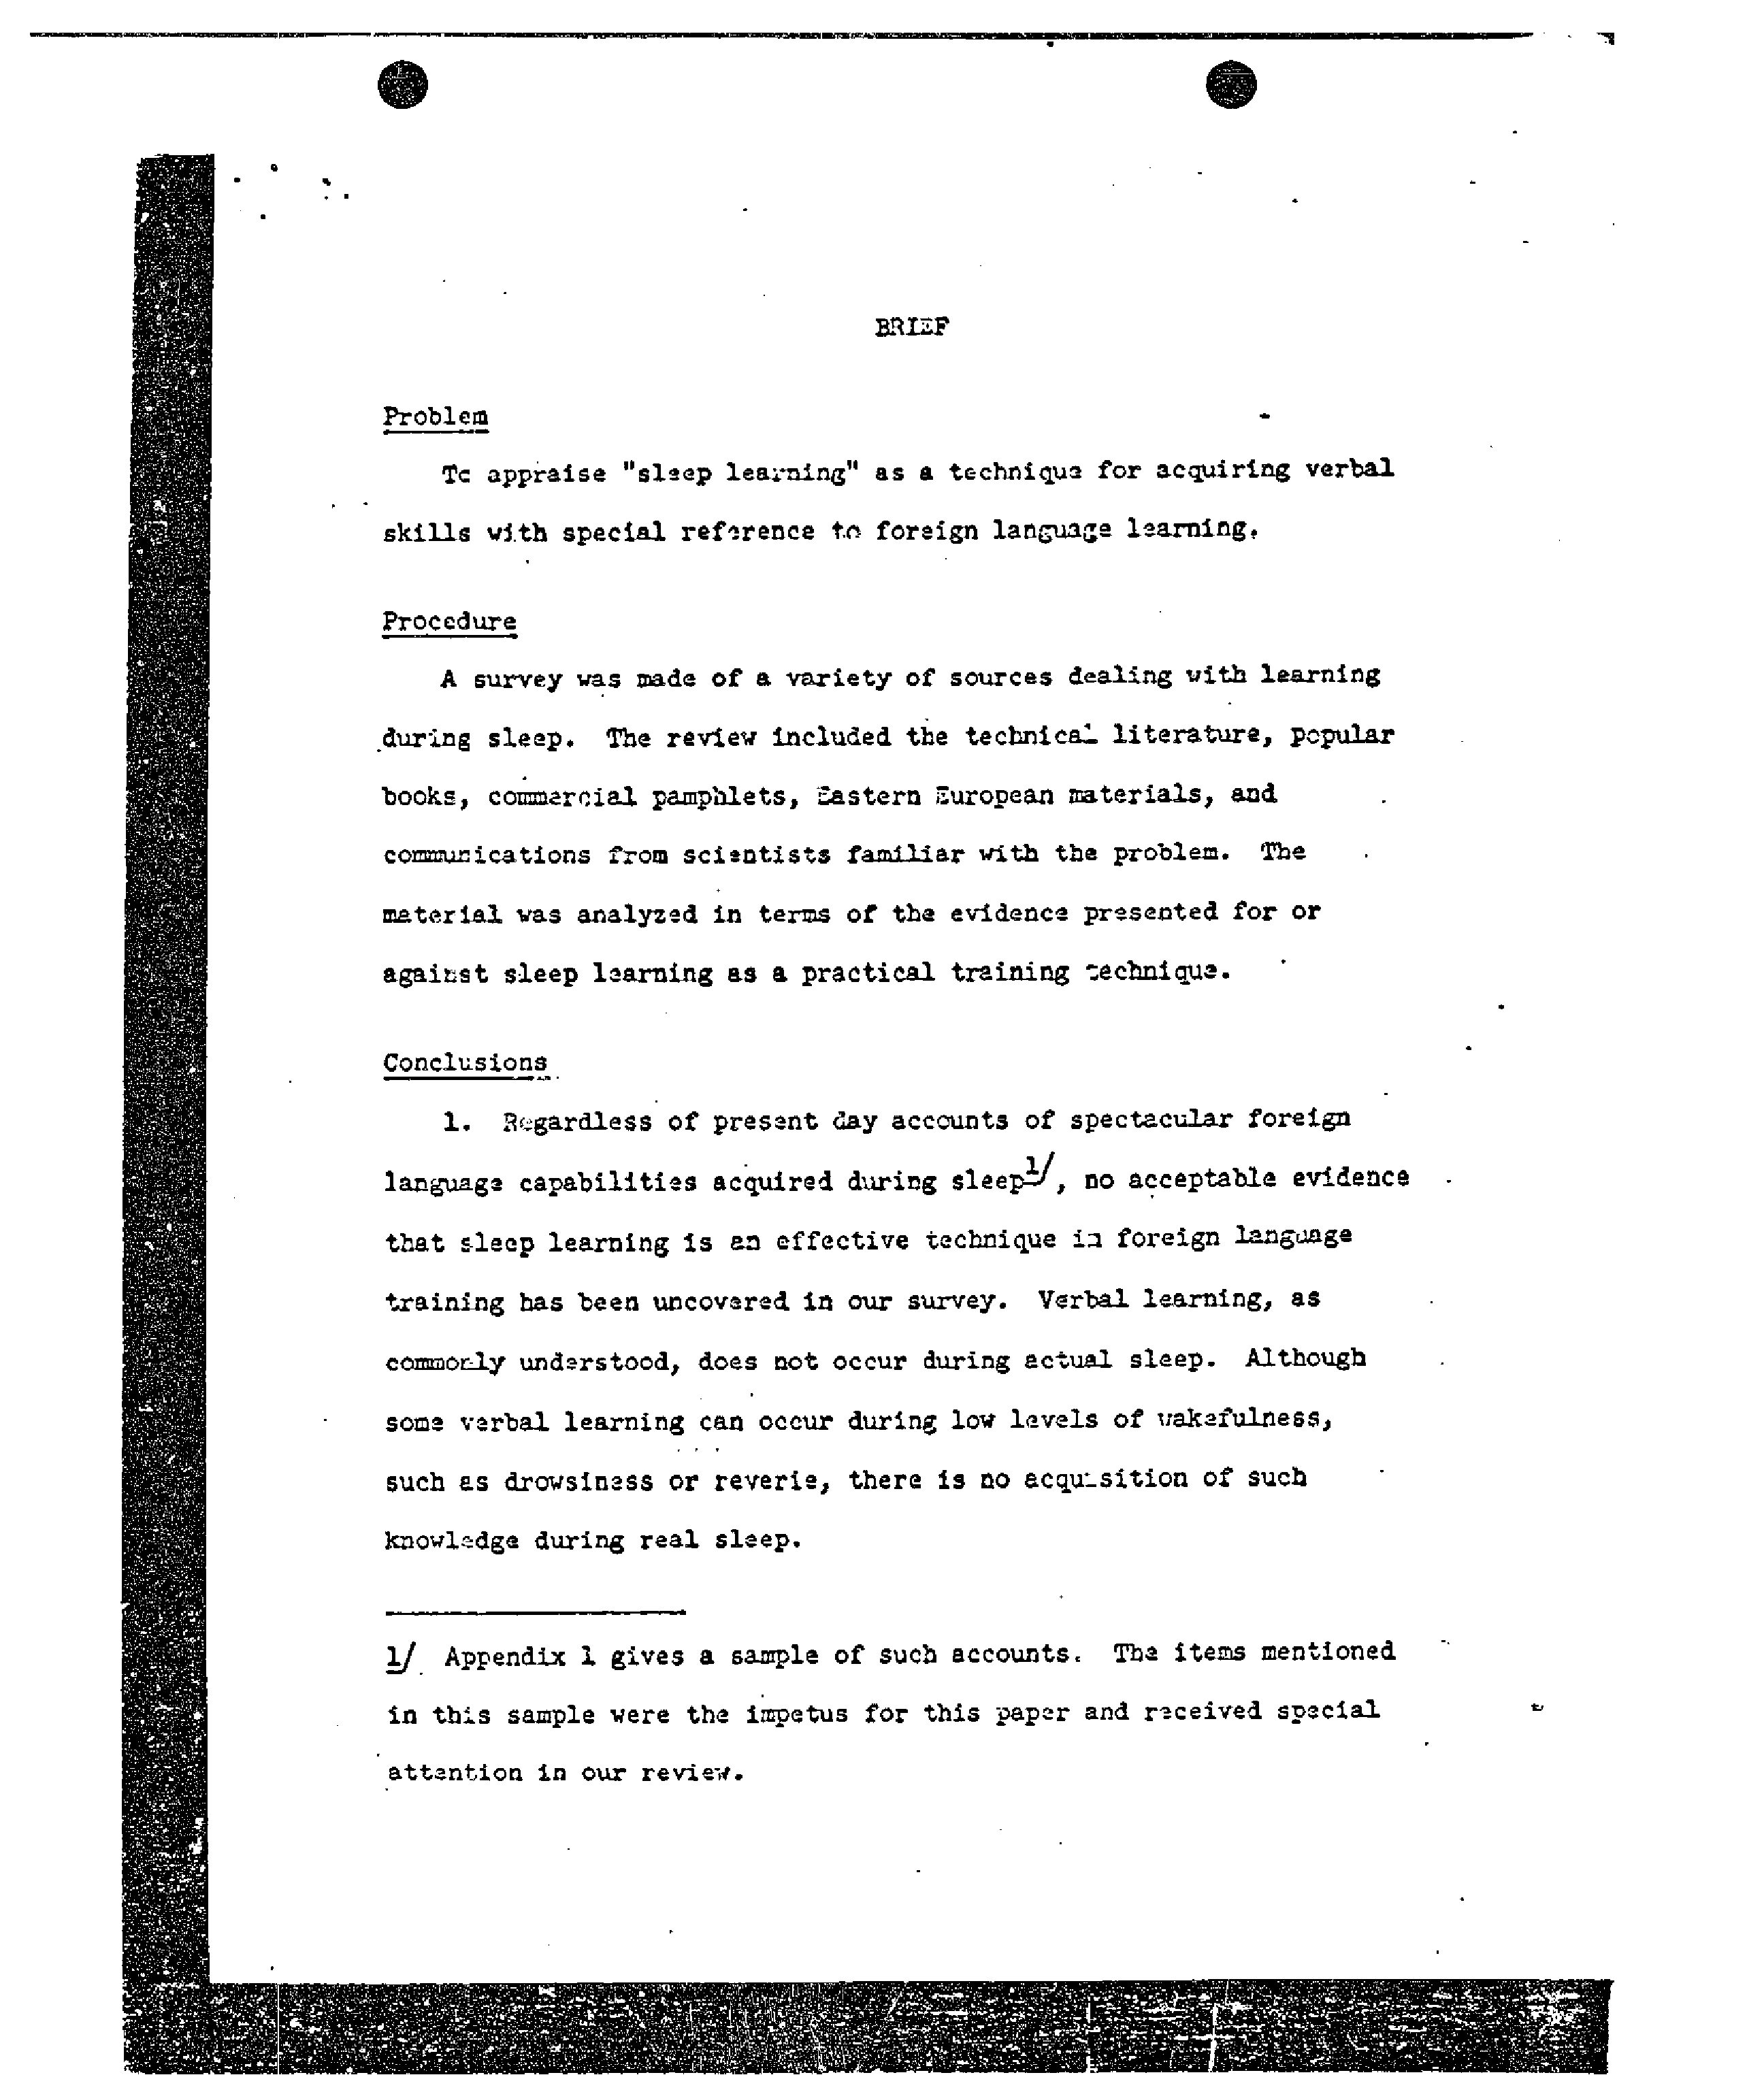 BRIEF
Problem
To appraise "sleep learning" as a technique for acquiring verbal
skills with special reference to foreign language learning.
Procedure
A survey was made of a variety of sources dealing with learning
during sleep. The review included the technical literature, popular
books, commercial pamphlets, Eastern European materials, and
communications from scientists familiar with the problem. The
material was analyzed in terms of the evidence presented for or
against sleep learning as a practical training technique.
Conclusions
1. Regardless of present day accounts of spectacular foreign
language capabilities acquired during sleep1/, no acceptable evidence
that sleep learning is an effective technique in foreign language
training has been uncovered in our survey. Verbal learning, as
commonly understood, does not occur during actual sleep. Although
some verbal learning can occur during low levels of wakefulness,
such as drowsiness or reverie, there is no acquisition of such
knowledge during real sleep.
1/ Appendix 1 gives a sample of such accounts. The items mentioned
in this sample were the impetus for this paper and received special
attention in our review.